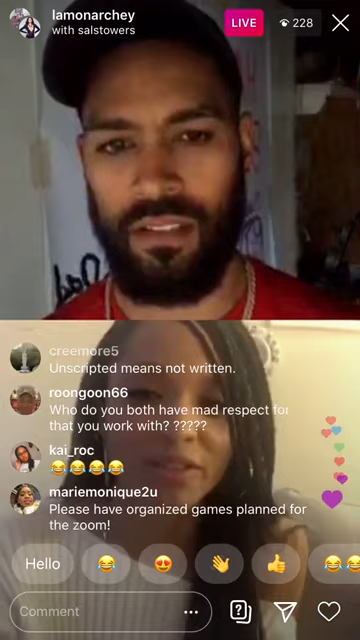 lamonarchey
with salstowers
LIVE
228
creemore5
Unscripted means not written.
roongoon66
Who do you both have mad respect for
that you work with? ?????
kai_roc
😂😂😂😂
mariemonique2u
Please have organized games planned for
the zoom!
Hello 😂 😍 👋 👍 😂😂
Comment